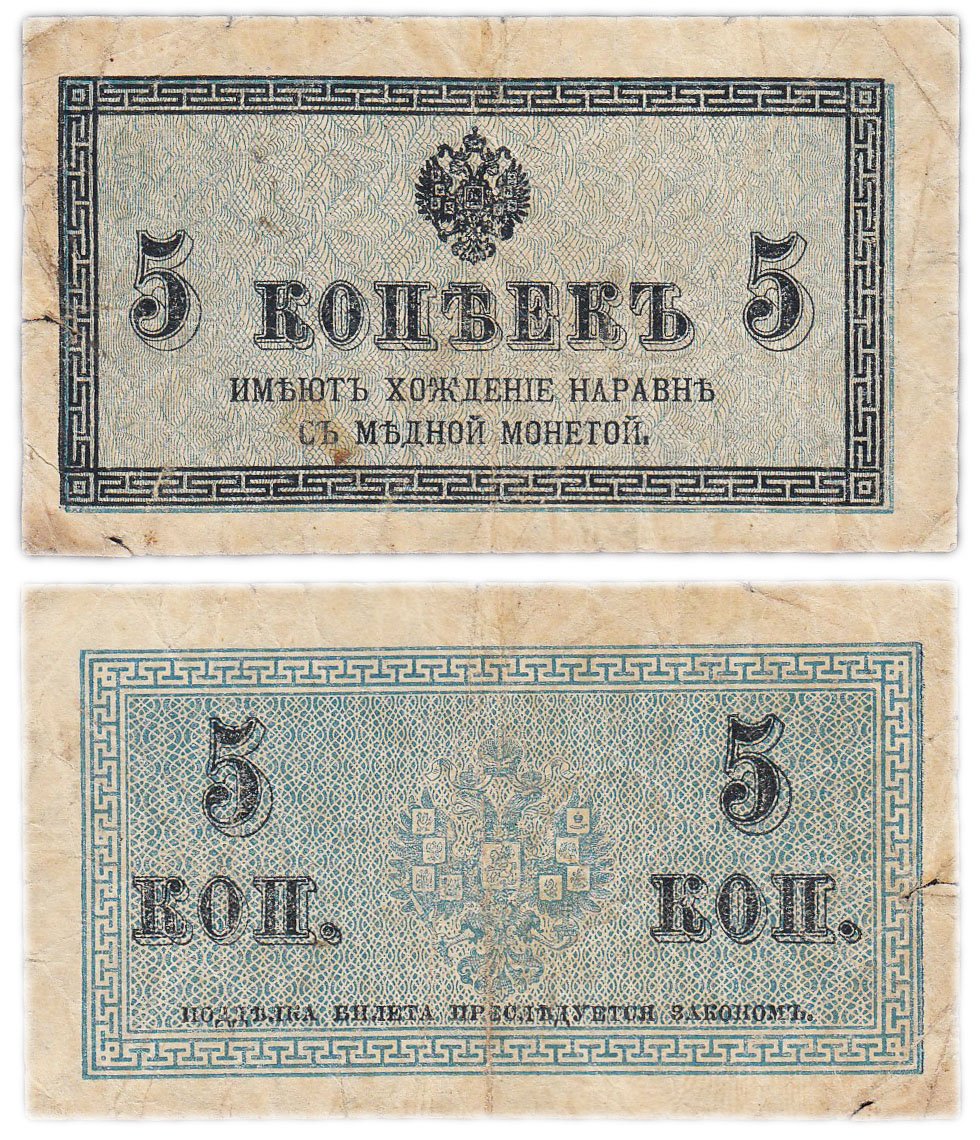 5 КОПѢЕКЪ 5
ИМѢЮТЪ ХОЖДЕНІЕ НАРАВНѢ
СЪ МѢДНОЙ МОНЕТОЙ.
5 5
КОП. КОП.
ПОДДѢЛКА БИЛЕТА ПРЕСЛѢДУЕТСЯ ЗАКОНОМЪ.